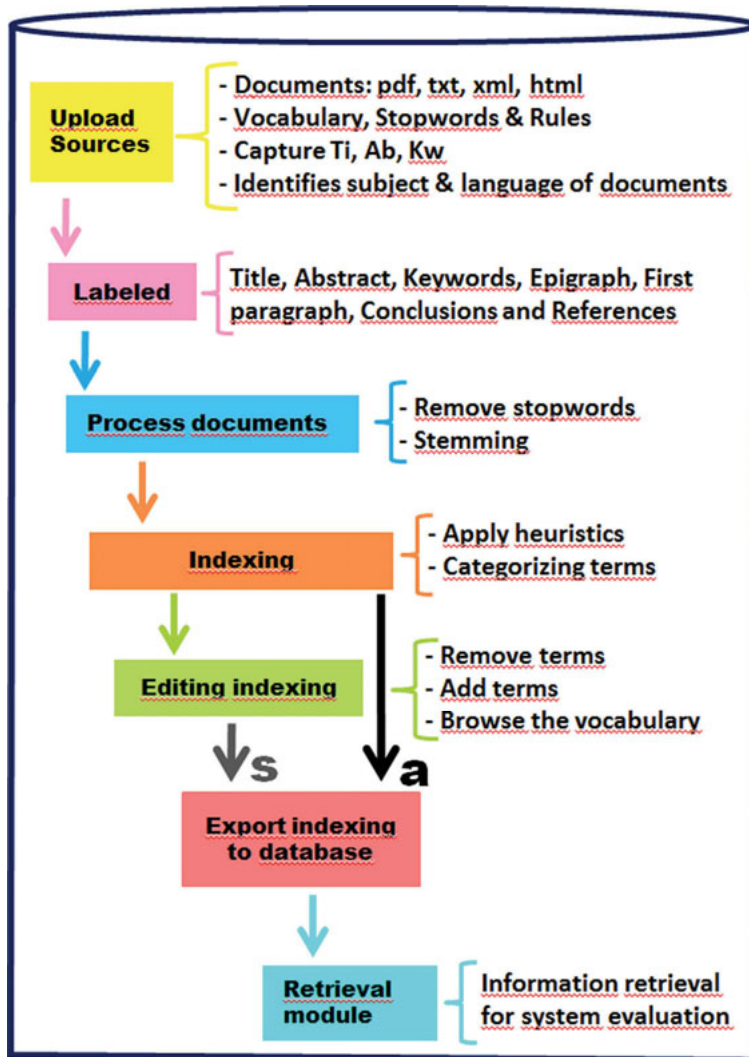 Upload
Sources
- Documents: pdf, txt, xml, html
- Vocabulary, Stopwords & Rules
- Capture Ti, Ab, Kw
- Identifies subject & language of documents
Labeled
Title, Abstract, Keywords, Epigraph, First
paragraph, Conclusions and References
Process documents
- Remove stopwords
- Stemming
Indexing
- Apply heuristics
- Categorizing terms
Editing indexing
- Remove terms
- Add terms
- Browse the vocabulary
s
a
Export indexing
to database
Retrieval
module
Information retrieval
for system evaluation